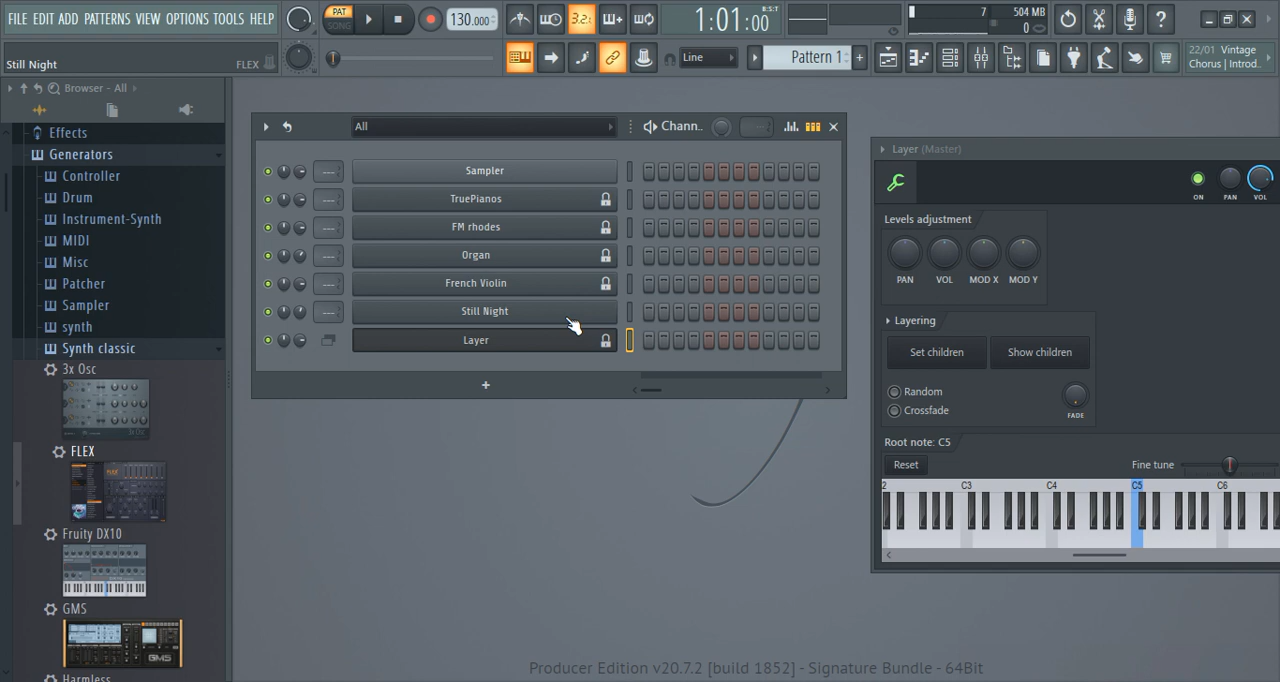 FILE EDIT ADD PATTERNS VIEW OPTIONS TOOLS HELP
PAT
SONG
130.000
3.2.
1:01:00
B:S:T
7
504 MB
0
Still Night
FLEX
Line
Pattern 1
+
22/01 Vintage
Chorus | Introd..
Browser - All
Effects
Generators
Controller
Drum
Instrument-Synth
MIDI
Misc
Patcher
Sampler
synth
Synth classic
3x Osc
FLEX
Fruity DX10
GMS
GMS
Harmless
All
Chann..
Sampler
TruePianos
FM rhodes
Organ
French Violin
Still Night
Layer
+
Layer (Master)
ON
PAN
VOL
Levels adjustment
PAN
VOL
MOD X
MOD Y
Layering
Set children
Show children
Random
Crossfade
FADE
Root note: C5
Reset
Fine tune
2
C3
C4
C5
C6
Producer Edition v20.7.2 [build 1852] - Signature Bundle - 64Bit